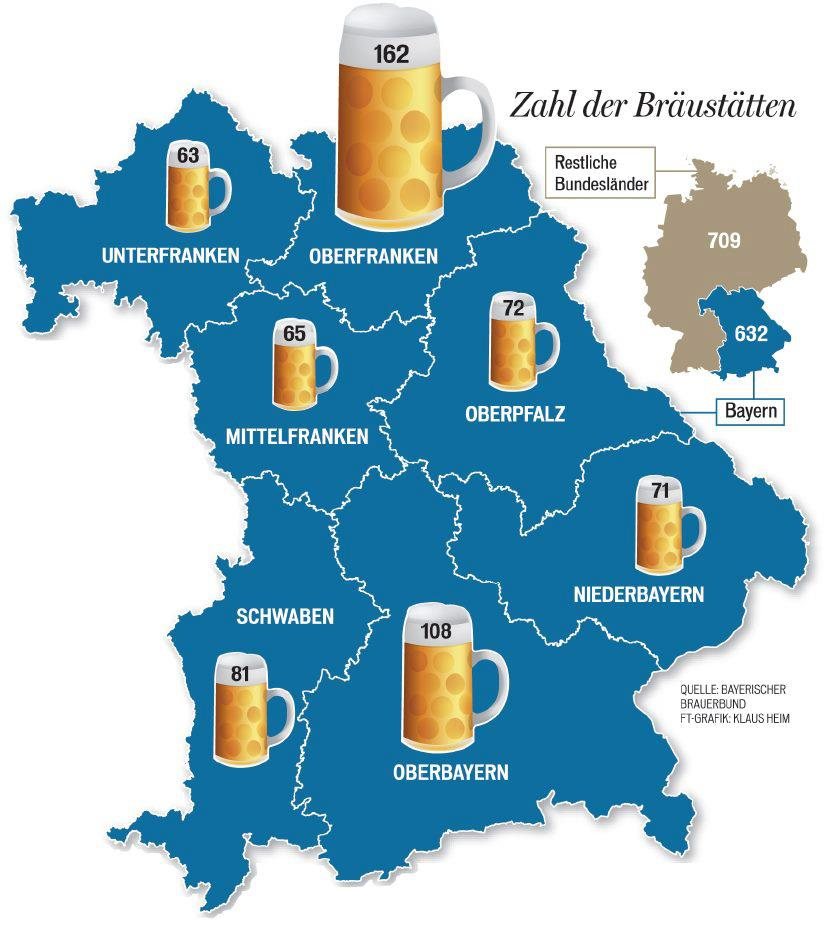 Zahl der Bräustätten
162
63
UNTERFRANKEN
OBERFRANKEN
Restliche
Bundesländer
709
632
Bayern
72
OBERPFALZ
65
MITTELFRANKEN
71
NIEDERBAYERN
SCHWABEN
81
108
OBERBAYERN
QUELLE: BAYERISCHER
BRAUERBUND
FT-GRAFIK: KLAUS HEIM